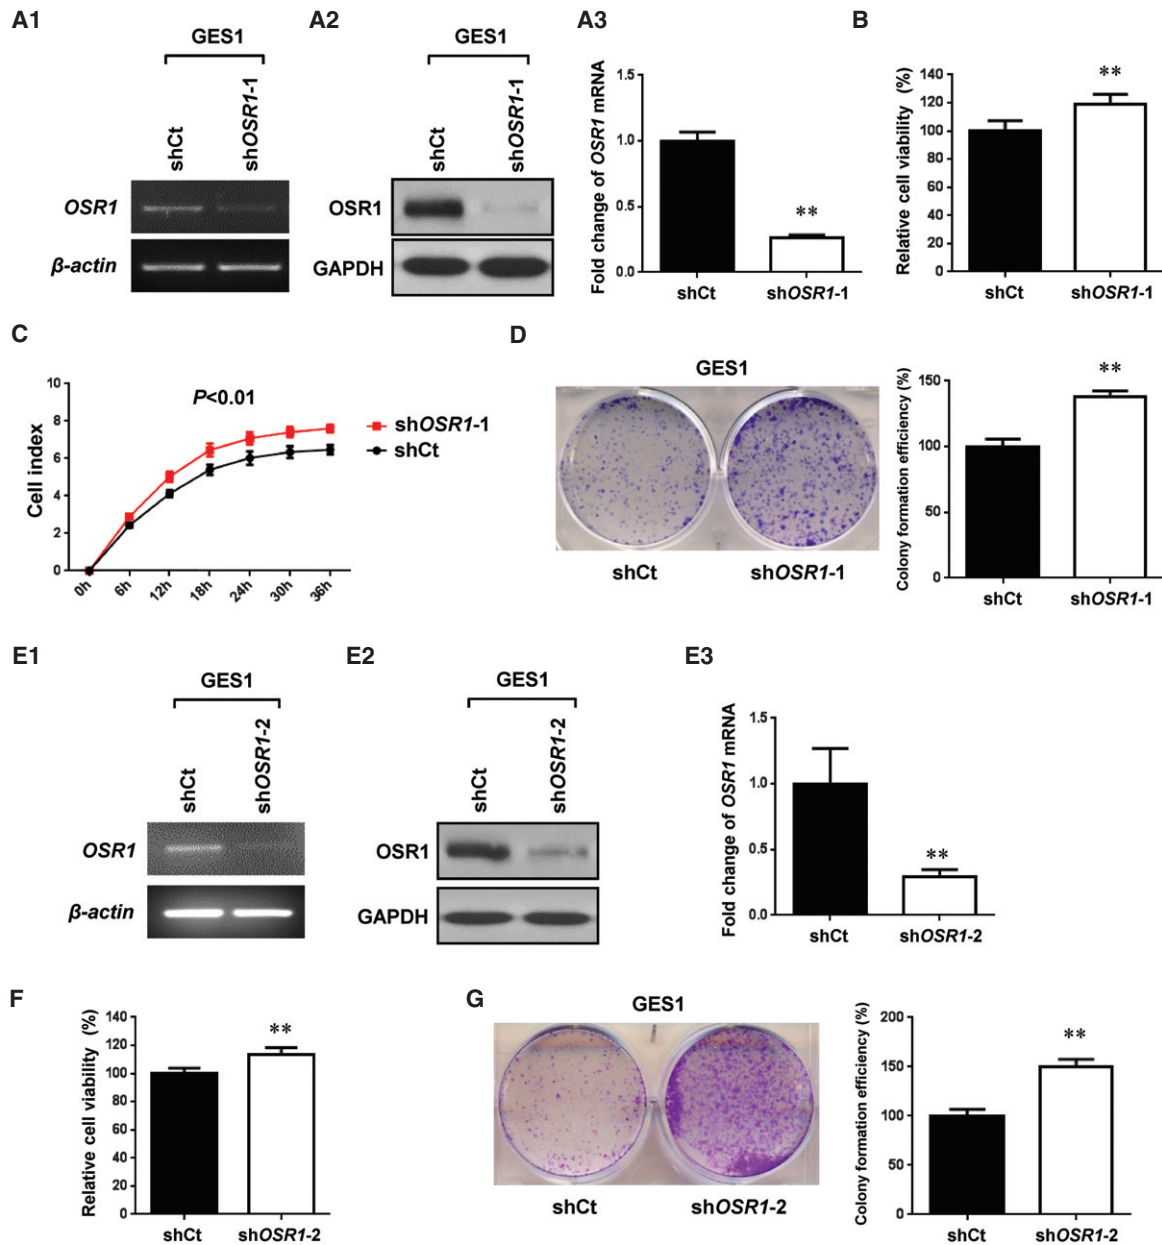 A1
GES1
shCt
shOSR1-1
OSR1
β-actin
A2
GES1
shCt
shOSR1-1
OSR1
GAPDH
A3
Fold change of OSR1 mRNA
1.5
1.0
0.5
0.0
**
shCt
shOSR1-1
B
Relative cell viability (%)
140
120
100
80
60
40
20
0
**
shCt
shOSR1-1
C
Cell index
10
8
6
4
2
0
P<0.01
shOSR1-1
shCt
0h
6h
12h
18h
24h
30h
36h
D
GES1
shCt
shOSR1-1
Colony formation efficiency (%)
150
100
50
0
**
shCt
shOSR1-1
E1
GES1
shCt
shOSR1-2
OSR1
β-actin
E2
GES1
shCt
shOSR1-2
OSR1
GAPDH
E3
Fold change of OSR1 mRNA
1.5
1.0
0.5
0.0
**
shCt
shOSR1-2
F
Relative cell viability (%)
140
120
100
80
60
40
20
0
**
shCt
shOSR1-2
G
GES1
shCt
shOSR1-2
Colony formation efficiency (%)
200
150
100
50
0
**
shCt
shOSR1-2